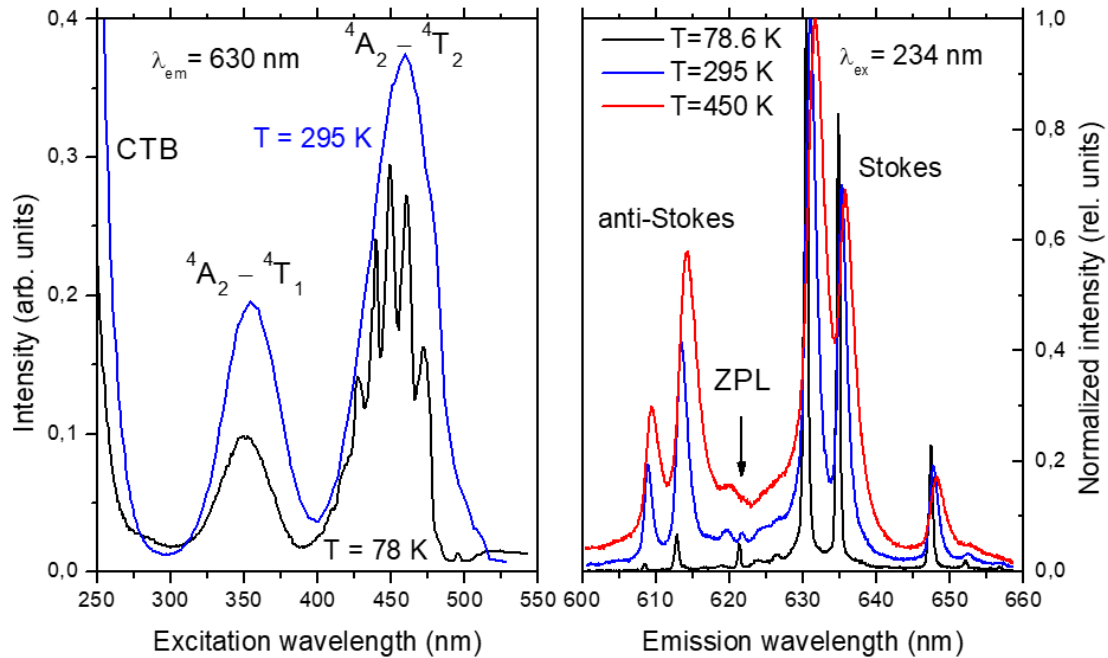 0,4
0,3
0,2
0,1
0,0
Intensity (arb. units)
λem = 630 nm
4A2 – 4T2
CTB
T = 295 K
4A2 – 4T1
T = 78 K
250 300 350 400 450 500 550
Excitation wavelength (nm)
T=78.6 K
T=295 K
T=450 K
λex = 234 nm
Stokes
anti-Stokes
ZPL
1,0
0,8
0,6
0,4
0,2
0,0
Normalized intensity (rel. units)
600 610 620 630 640 650 660
Emission wavelength (nm)